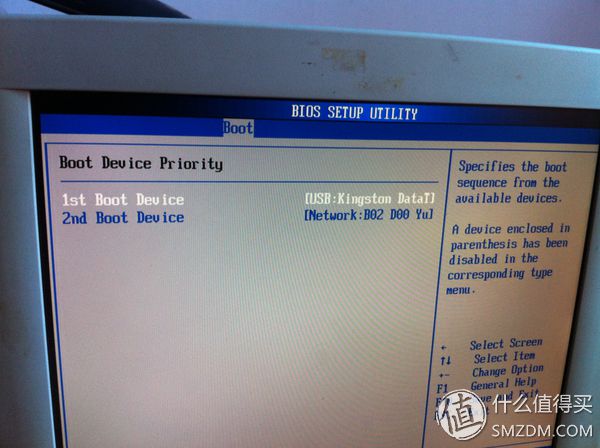 BIOS SETUP UTILITY
Boot
Boot Device Priority
1st Boot Device [USB:Kingston DataT]
2nd Boot Device [Network:B02 D00 Yu]
Specifies the boot
sequence from the
available devices.
A device enclosed in
parenthesis has been
disabled in the
corresponding type
menu.
← Select Screen
↑↓ Select Item
+- Change Option
F1 General Help
and Exit
值 什么值得买
SMZDM.COM